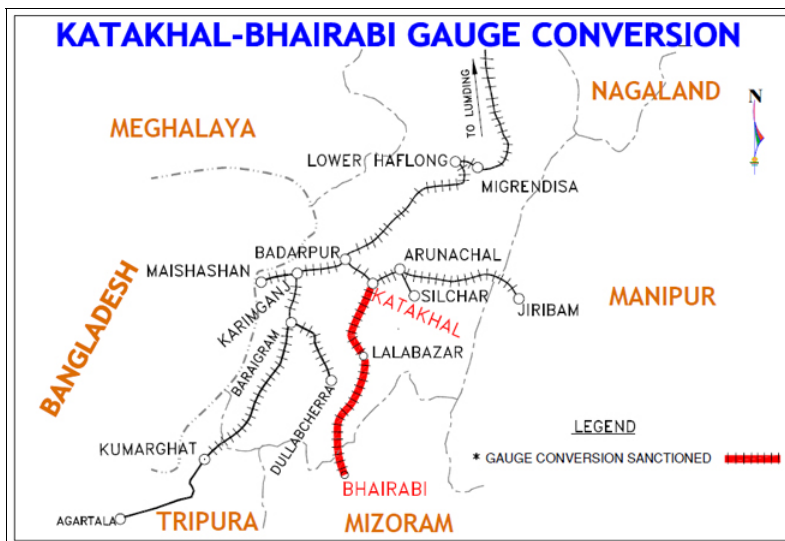 KATAKHAL-BHAIRABI GAUGE CONVERSION
NAGALAND
N
TO LUMDING
MEGHALAYA
LOWER HAFLONG
MIGRENDISA
BADARPUR
ARUNACHAL
MAISHASHAN
SILCHAR
JIRIBAM
MANIPUR
KATAKHAL
KARIMGANJ
BANGLADESH
BARAIGRAM
LALABAZAR
DULLABCHERRA
LEGEND
KUMARGHAT
* GAUGE CONVERSION SANCTIONED
BHAIRABI
AGARTALA
TRIPURA
MIZORAM